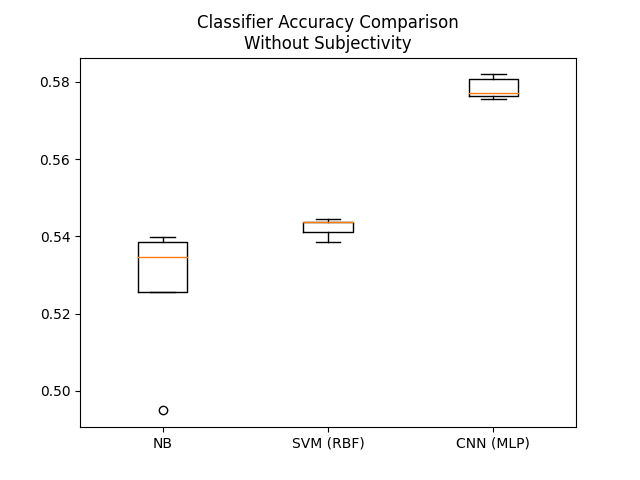 Classifier Accuracy Comparison
Without Subjectivity
0.58
0.56
0.54
0.52
0.50
NB
SVM (RBF)
CNN (MLP)